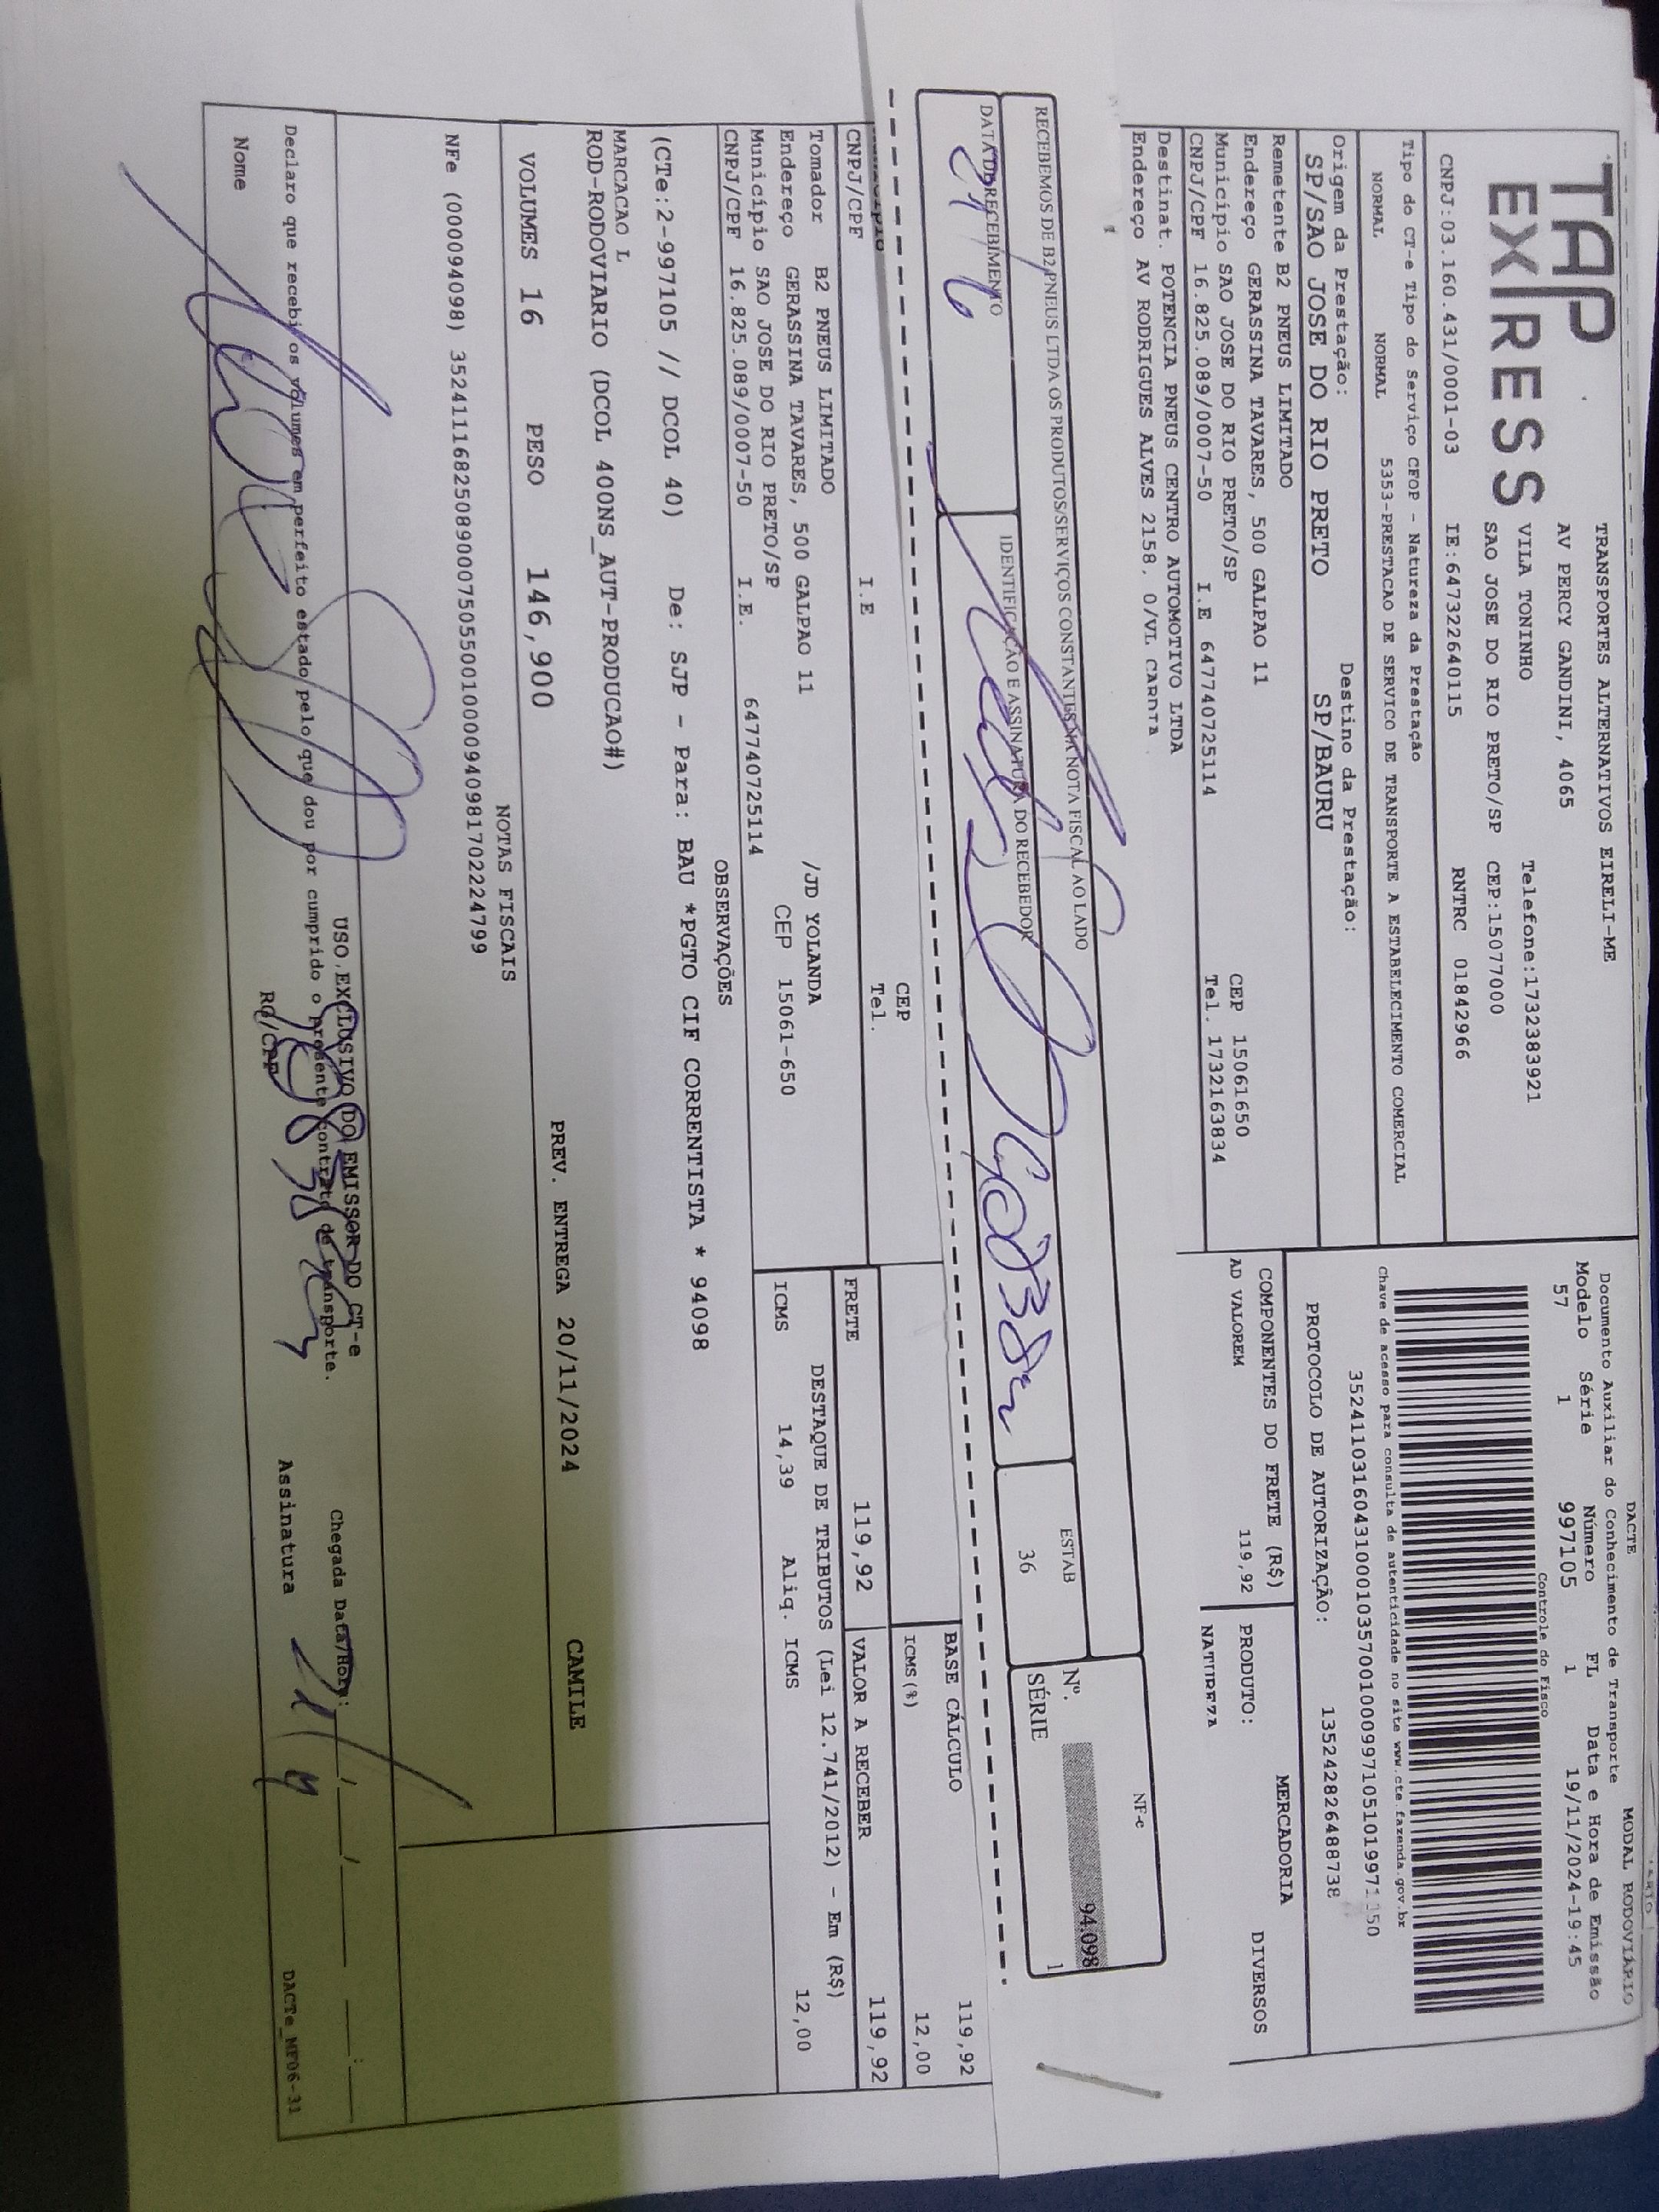 TAP
EXPRESS
TRANSPORTES ALTERNATIVOS EIRELI-ME
AV PERCY GANDINI, 4065
VILA TONINHO Telefone:1732383921
SAO JOSE DO RIO PRETO/SP CEP:15077000
CNPJ:03.160.431/0001-03 IE:647322640115 RNTRC 01842966
DACTE MODAL RODOVIÁRIO
Documento Auxiliar do Conhecimento de Transporte
Modelo Série Número FL Data e Hora de Emissão
57 1 997105 1 19/11/2024-19:45
Controle do Fisco
Chave de acesso para consulta de autenticidade no site www.cte.fazenda.gov.br
PROTOCOLO DE AUTORIZAÇÃO: 135242826488738
Tipo do CT-e Tipo do Serviço CFOP - Natureza da Prestação
NORMAL NORMAL 5353-PRESTACAO DE SERVICO DE TRANSPORTE A ESTABELECIMENTO COMERCIAL
Origem da Prestação: Destino da Prestação:
SP/SAO JOSE DO RIO PRETO SP/BAURU
Remetente B2 PNEUS LIMITADO
Endereço GERASSINA TAVARES, 500 GALPAO 11
Municipio SAO JOSE DO RIO PRETO/SP CEP 15061650
CNPJ/CPF 16.825.089/0007-50 I.E 647740725114 Tel. 1732163834
Destinat. POTENCIA PNEUS CENTRO AUTOMOTIVO LTDA
Endereço AV RODRIGUES ALVES 2158, 0/VL CARDIA
COMPONENTES DO FRETE (R$) MERCADORIA
AD VALOREM 119,92 PRODUTO: DIVERSOS
NATUREZA
RECEBEMOS DE B2 PNEUS LTDA OS PRODUTOS/SERVIÇOS CONSTANTES NA NOTA FISCAL AO LADO
DATA DE RECEBIMENTO IDENTIFICAÇÃO E ASSINATURA DO RECEBEDOR
ESTAB
36
NF-e
Nº. 94.098
SÉRIE 1
CEP
CNPJ/CPF I.E Tel.
BASE CÁLCULO 119,92
ICMS(%) 12,00
Tomador B2 PNEUS LIMITADO
Endereço GERASSINA TAVARES, 500 GALPAO 11 /JD YOLANDA
Municipio SAO JOSE DO RIO PRETO/SP CEP 15061-650
CNPJ/CPF 16.825.089/0007-50 I.E. 647740725114
FRETE 119,92 VALOR A RECEBER 119,92
DESTAQUE DE TRIBUTOS (Lei 12.741/2012) - Em (R$)
ICMS 14,39 Aliq. ICMS 12,00
OBSERVAÇÕES
(CTe:2-997105 // DCOL 40) De: SJP - Para: BAU *PGTO CIF CORRENTISTA * 94098
MARCACAO L
ROD-RODOVIARIO (DCOL 400NS_AUT-PRODUCAO#)
VOLUMES 16 PESO 146,900 PREV. ENTREGA 20/11/2024 CAMILE
NOTAS FISCAIS
NFe (000094098) 35241116825089000750550010000940981702224799
USO EXCLUSIVO DO EMISSOR DO CT-e
Declaro que recebi os volumes em perfeito estado pelo que dou por cumprido o presente contrato de transporte.
Chegada Data/Hora: ___/___/_____ ___:___
Nome RG/CPF Assinatura
DACTe_MF06-31